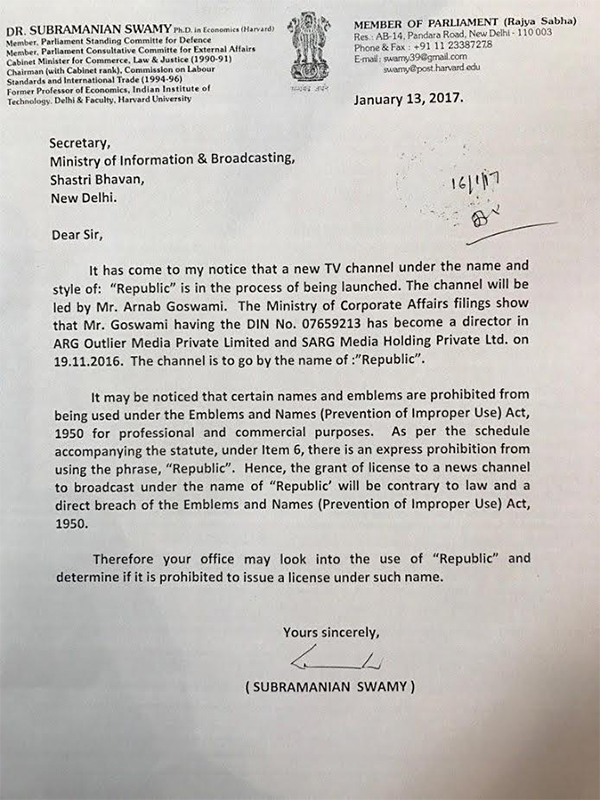 DR. SUBRAMANIAN SWAMY Ph.D. in Economics (Harvard)
Member, Parliament Standing Committe for Defence
Member, Parliament Consultative Committee for External Affairs
Cabinet Minister for Commerce, Law & Justice (1990-91)
Chairman (with Cabinet rank), Commission on Labour
Standards and International Trade (1994-96)
Former Professor of Economics, Indian Institute of
Technology, Delhi & Faculty, Harvard University
सत्यमेव जयते
MEMBER OF PARLIAMENT (Rajya Sabha)
Res.: AB-14, Pandara Road, New Delhi - 110 003
Phone & Fax : +91 11 23387278
E-mail: swamy39@gmail.com
swamy@post.harvard.edu
January 13, 2017.
Secretary,
Ministry of Information & Broadcasting,
Shastri Bhavan,
New Delhi.
16/1/17
Dear Sir,
It has come to my notice that a new TV channel under the name and
style of: "Republic" is in the process of being launched. The channel will be
led by Mr. Arnab Goswami. The Ministry of Corporate Affairs filings show
that Mr. Goswami having the DIN No. 07659213 has become a director in
ARG Outlier Media Private Limited and SARG Media Holding Private Ltd. on
19.11.2016. The channel is to go by the name of :"Republic".
It may be noticed that certain names and emblems are prohibited from
being used under the Emblems and Names (Prevention of Improper Use) Act,
1950 for professional and commercial purposes. As per the schedule
accompanying the statute, under Item 6, there is an express prohibition from
using the phrase, "Republic". Hence, the grant of license to a news channel
to broadcast under the name of "Republic' will be contrary to law and a
direct breach of the Emblems and Names (Prevention of Improper Use) Act,
1950.
Therefore your office may look into the use of "Republic" and
determine if it is prohibited to issue a license under such name.
Yours sincerely,
( SUBRAMANIAN SWAMY )